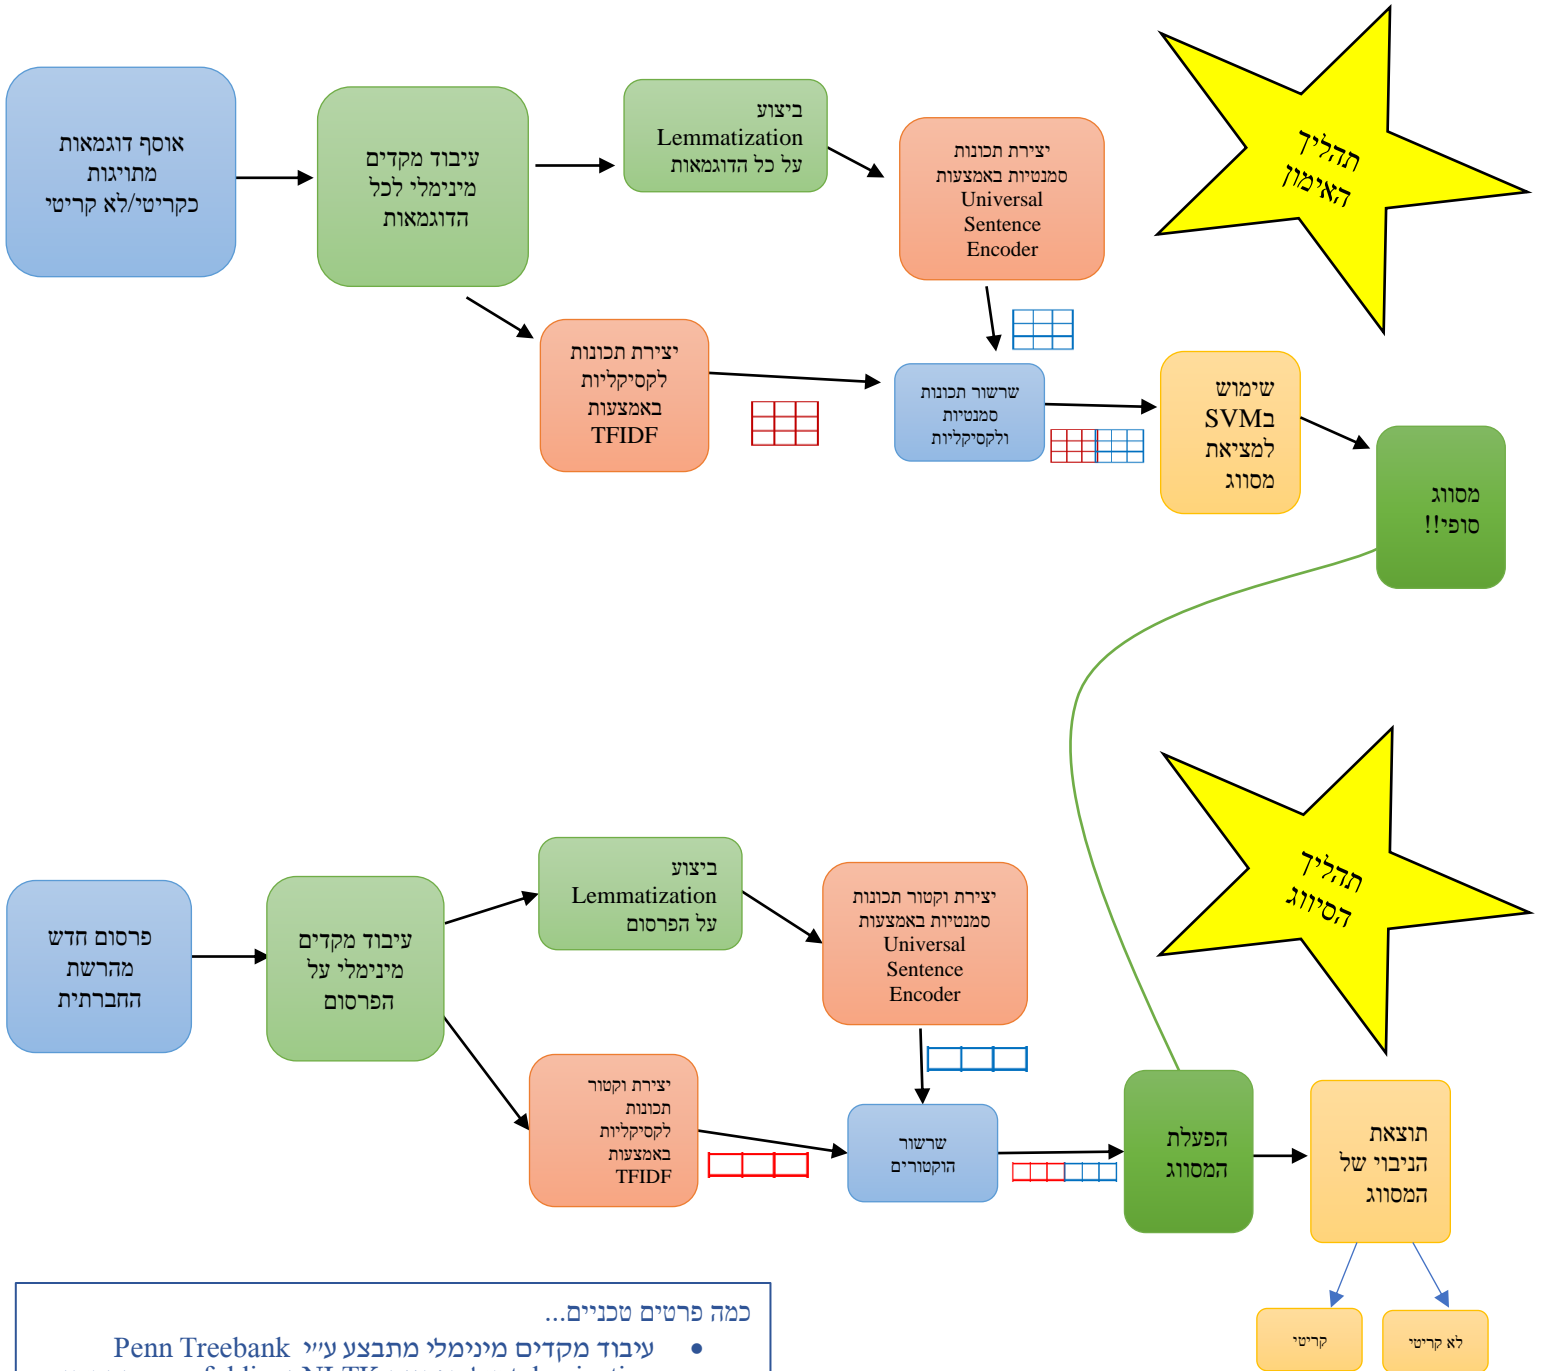 אוסף דוגמאות
מתויגות
כקריטי/לא קריטי
עיבוד מקדים
מינימלי לכל
הדוגמאות
ביצוע
Lemmatization
על כל הדוגמאות
יצירת תכונות
סמנטיות באמצעות
Universal
Sentence
Encoder
תהליך
האימון
יצירת תכונות
לקסיקליות
באמצעות
TFIDF
שרשור תכונות
סמנטיות
ולקסיקליות
שימוש
בSVM
למציאת
מסווג
מסווג
סופי!!
תהליך
הסיווג
פרסום חדש
מהרשת
החברתית
עיבוד מקדים
מינימלי על
הפרסום
ביצוע
Lemmatization
על הפרסום
יצירת וקטור תכונות
סמנטיות באמצעות
Universal
Sentence
Encoder
יצירת וקטור
תכונות
לקסיקליות
באמצעות
TFIDF
שרשור
הוקטורים
הפעלת
המסווג
תוצאת
הניבוי של
המסווג
קריטי
לא קריטי
כמה פרטים טכניים...
• עיבוד מקדים מינימלי מתבצע ע״י Penn Treebank